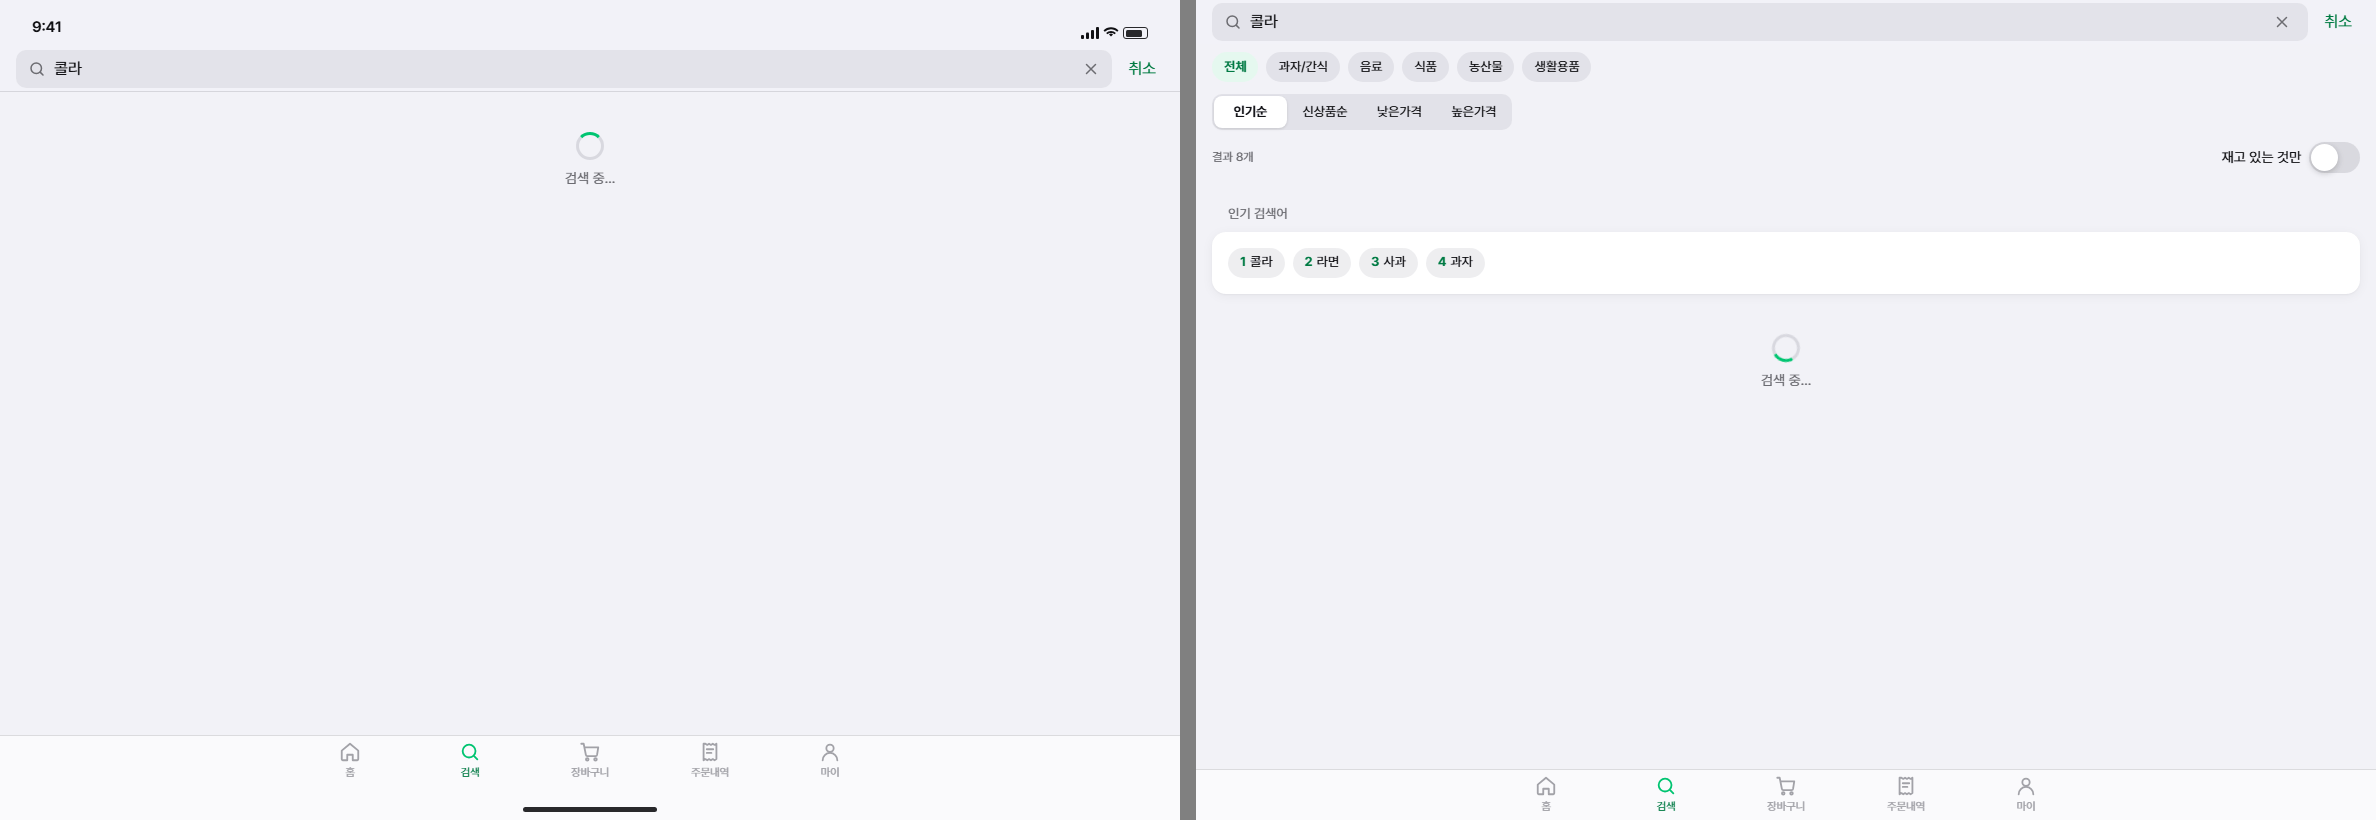 9:41
콜라
취소
검색 중...
홈
검색
장바구니
주문내역
마이
콜라
취소
전체 과자/간식 음료 식품 농산물 생활용품
인기순 신상품순 낮은가격 높은가격
결과 8개
재고 있는 것만
인기 검색어
1 콜라 2 라면 3 사과 4 과자
검색 중...
홈
검색
장바구니
주문내역
마이